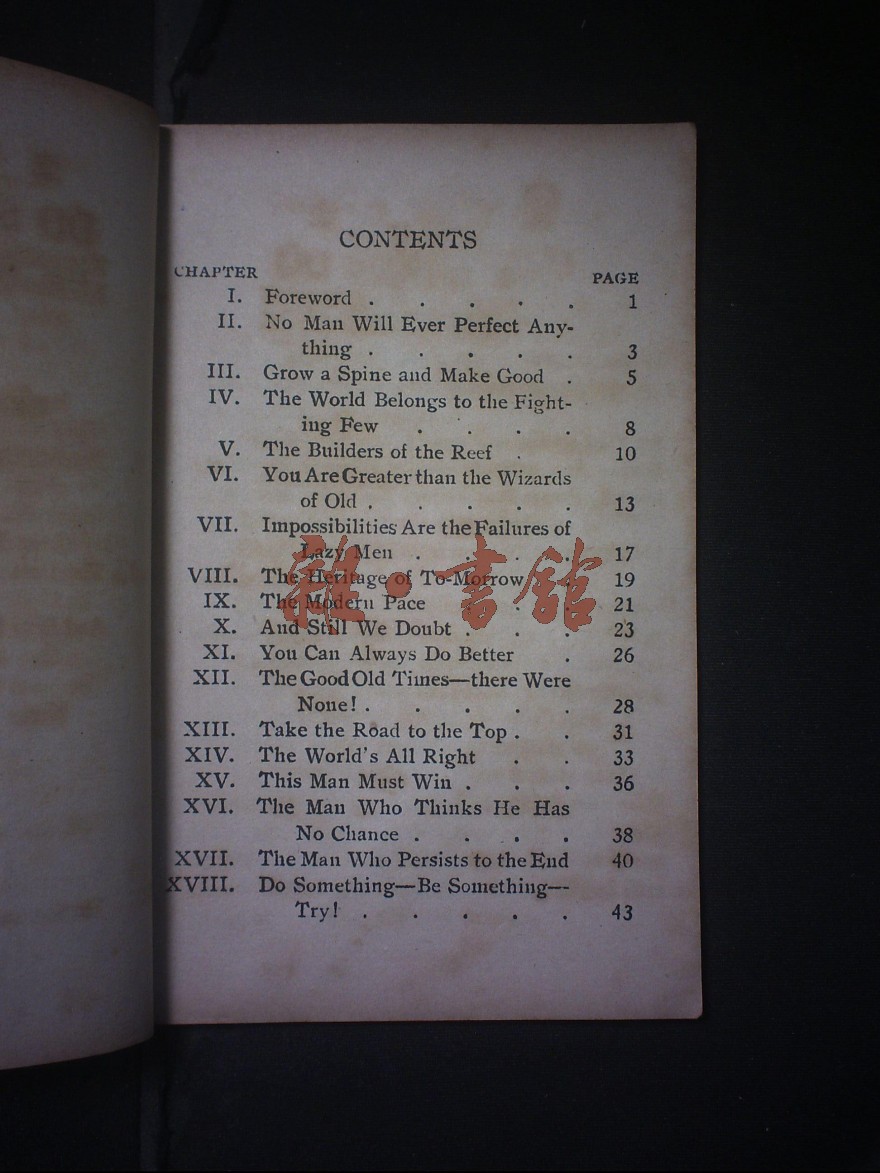 CONTENTS
CHAPTER PAGE
I. Foreword . . . . . 1
II. No Man Will Ever Perfect Any-
thing . . . . . 3
III. Grow a Spine and Make Good . 5
IV. The World Belongs to the Fight-
ing Few . . . . 8
V. The Builders of the Reef . . 10
VI. You Are Greater than the Wizards
of Old . . . . . 13
VII. Impossibilities Are the Failures of
Lazy Men . . . . 17
VIII. The Heritage of To-Morrow . 19
IX. The Modern Pace . . . 21
X. And Still We Doubt . . . 23
XI. You Can Always Do Better . 26
XII. The Good Old Times—there Were
None! . . . . . 28
XIII. Take the Road to the Top . . 31
XIV. The World's All Right . . 33
XV. This Man Must Win . . . 36
XVI. The Man Who Thinks He Has
No Chance . . . . 38
XVII. The Man Who Persists to the End 40
XVIII. Do Something—Be Something—
Try! . . . . . 43
雜·書館